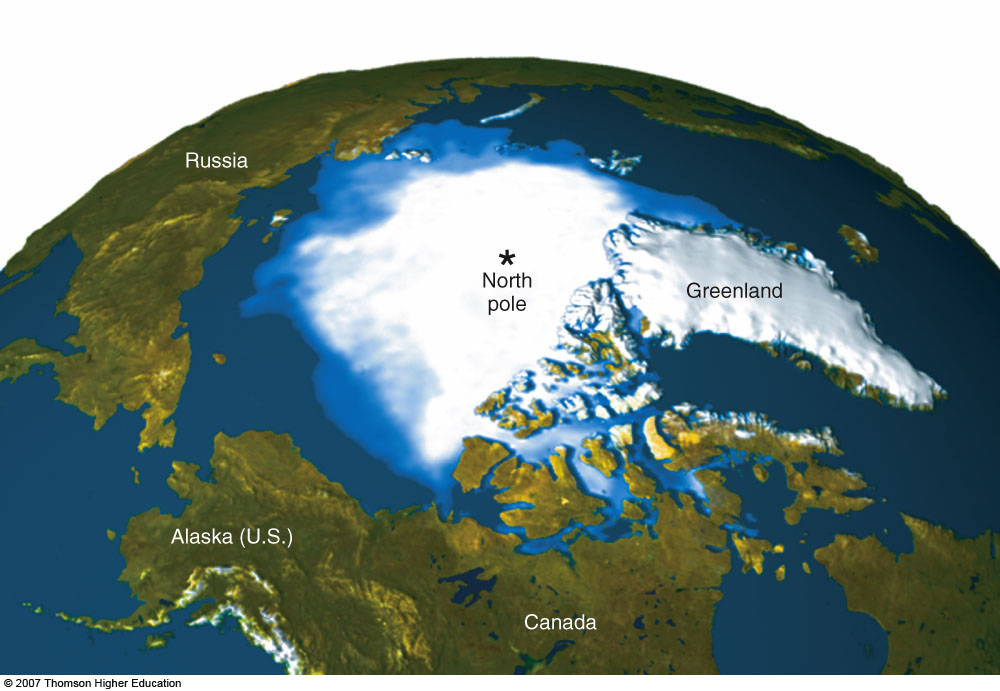 Russia
*
North
pole
Greenland
Alaska (U.S.)
Canada
© 2007 Thomson Higher Education